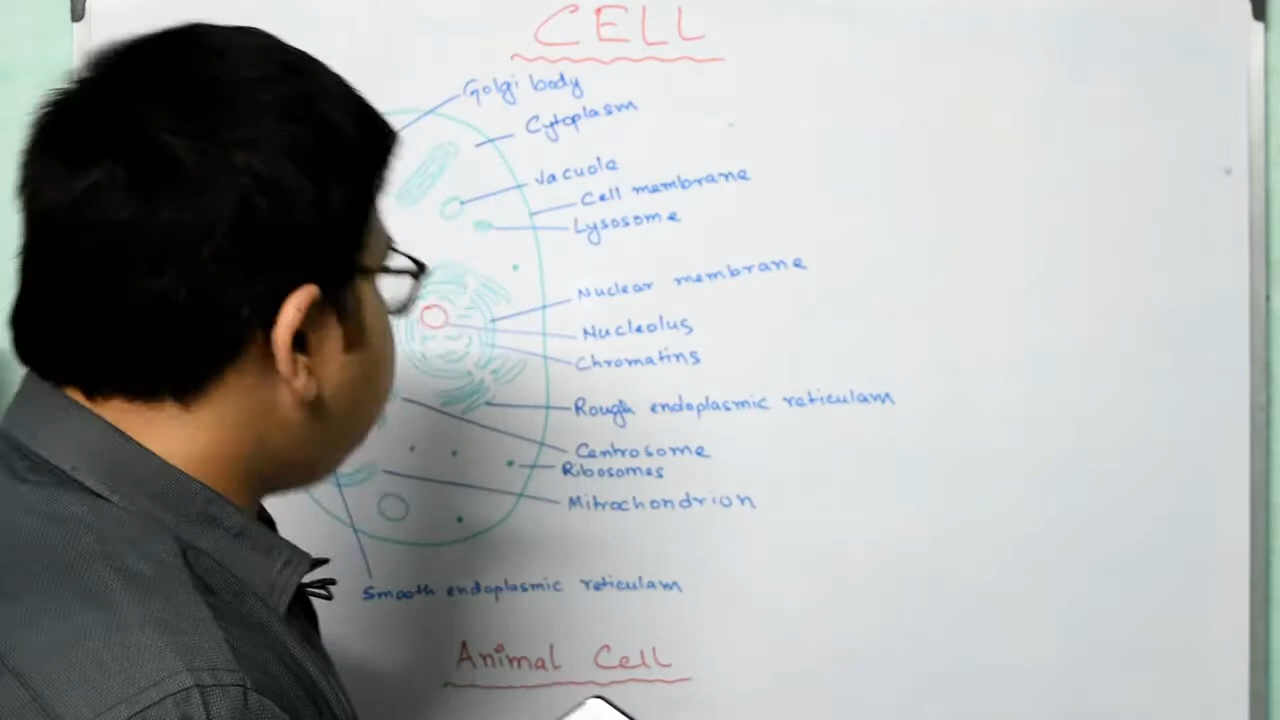 CELL
Golgi body
Cytoplasm
Vacuole
Cell membrane
Lysosome
Nuclear membrane
Nucleolus
Chromatins
Rough endoplasmic reticulam
Centrosome
Ribosomes
Mitrochondrion
Smooth endoplasmic reticulam
Animal Cell